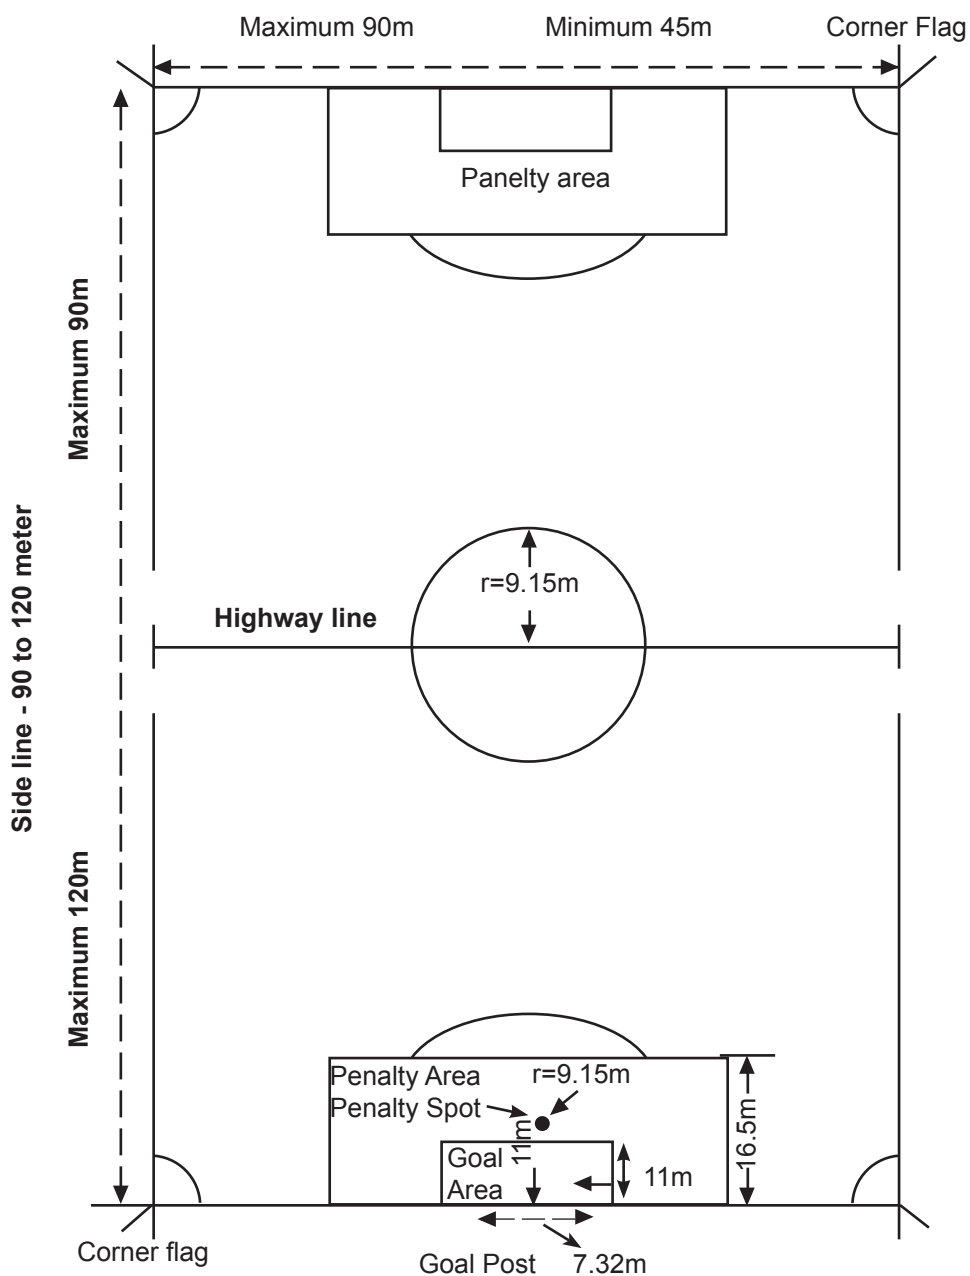 Maximum 90m
Minimum 45m
Corner Flag
Panelty area
Maximum 90m
Side line - 90 to 120 meter
r=9.15m
Highway line
Maximum 120m
Penalty Area
r=9.15m
Penalty Spot
11m
16.5m
Goal
Area
11m
Corner flag
Goal Post
7.32m